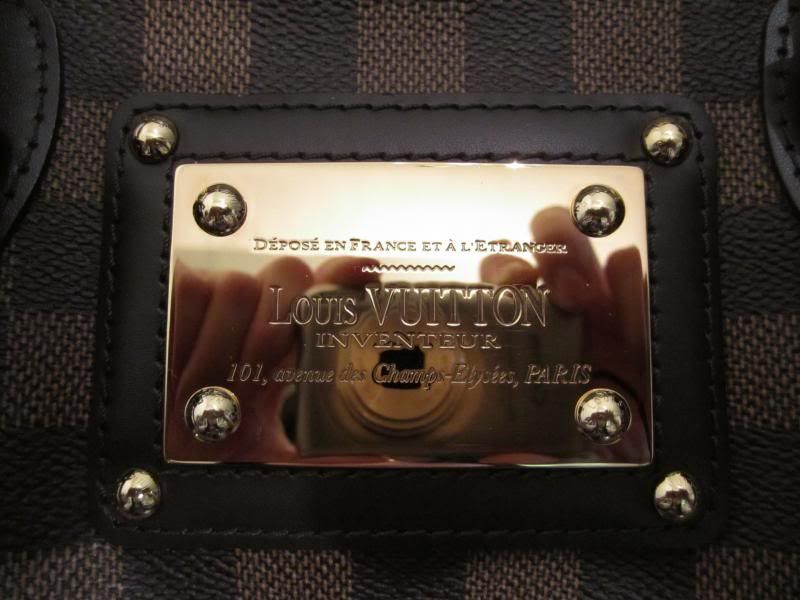 DÉPOSÉ EN FRANCE ET À L'ETRANGER
LOUIS VUITTON
INVENTEUR
101, avenue des Champs-Elysées, PARIS